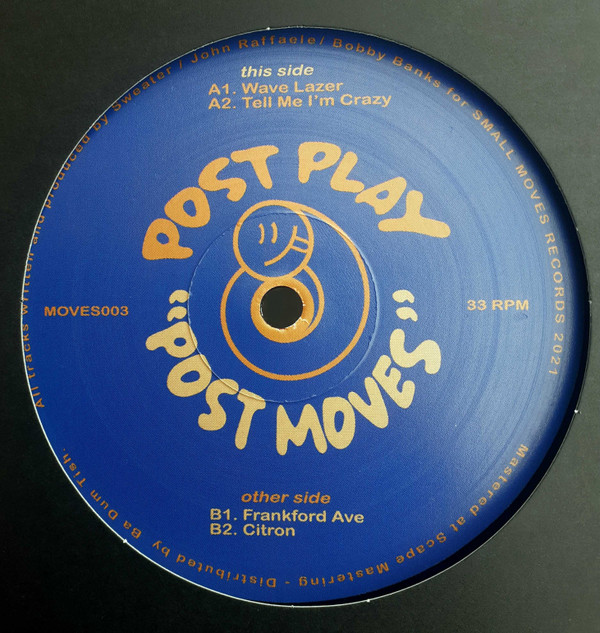 this side
A1. Wave Lazer
A2. Tell Me I'm Crazy
POST PLAY
"POST MOVES"
MOVES003
33 RPM
other side
B1. Frankford Ave
B2. Citron
All tracks written and produced by Sweater / John Raffaele / Bobby Banks for SMALL MOVES RECORDS 2021
Mastered at Scape Mastering - Distributed by Ba Dum Tish.